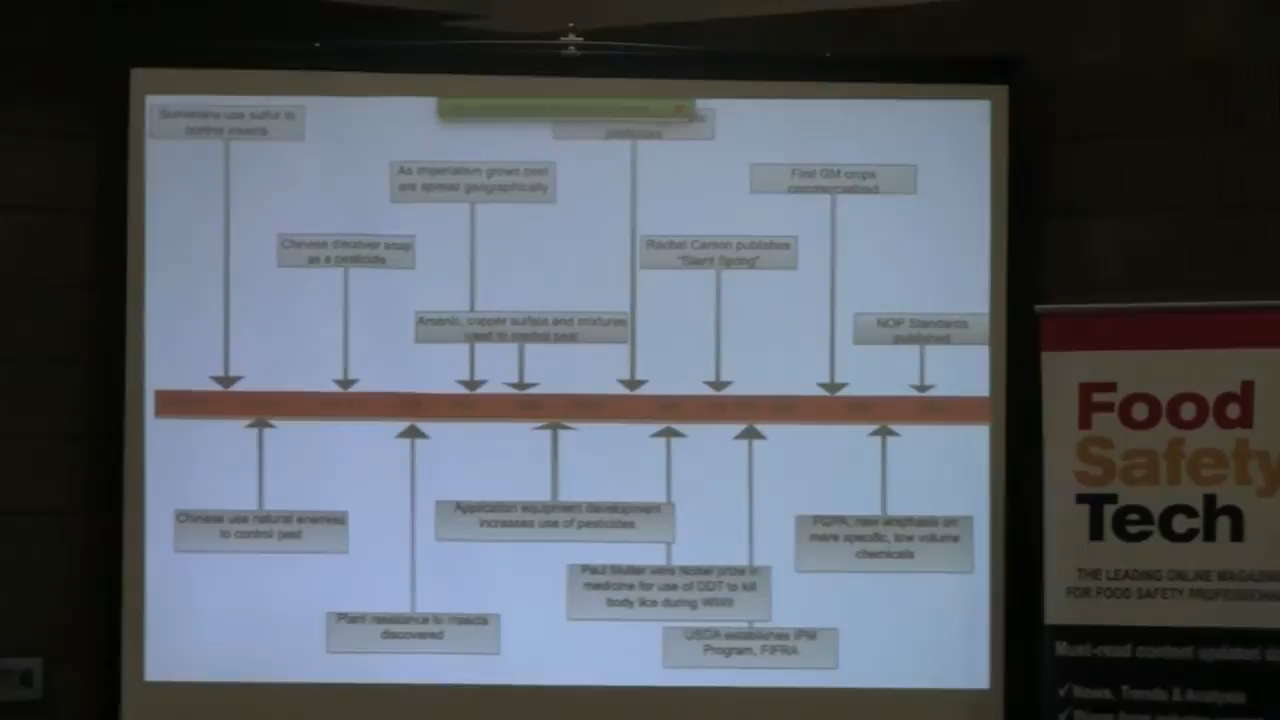 Sumerians use sulfur to
control insects
pesticides
As imperialism grows pest
are spread geographically
First GM crops
commercialized
Chinese discover soap
as a pesticide
Rachel Carson publishes
"Silent Spring"
Arsenic, copper sulfate and mixtures
used to control pest
NOP Standards
published
Chinese use natural enemies
to control pest
Application equipment development
increases use of pesticides
FQPA, new emphasis on
more specific, low volume
chemicals
Paul Muller wins Nobel prize in
medicine for use of DDT to kill
body lice during WWII
Plant resistance to insects
discovered
USDA establishes IPM
Program, FIFRA
Food
Safety
Tech
THE LEADING ONLINE
FOR FOOD SAFETY
Must-read content updated
✓ News, Trends & Analysis